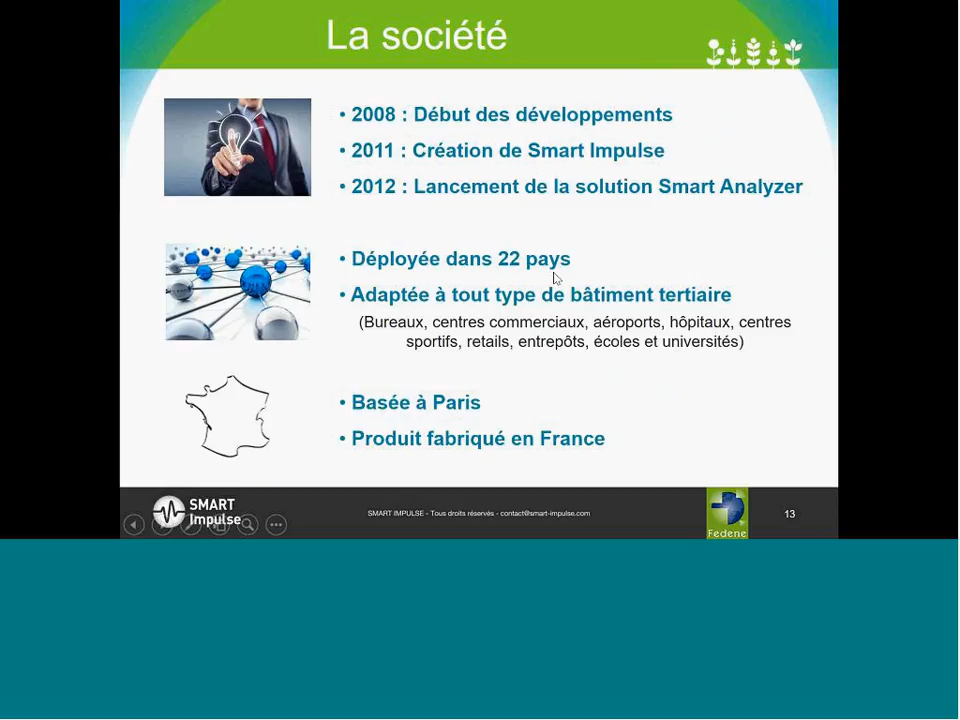 La société
• 2008 : Début des développements
• 2011 : Création de Smart Impulse
• 2012 : Lancement de la solution Smart Analyzer
• Déployée dans 22 pays
• Adaptée à tout type de bâtiment tertiaire
(Bureaux, centres commerciaux, aéroports, hôpitaux, centres
sportifs, retails, entrepôts, écoles et universités)
• Basée à Paris
• Produit fabriqué en France
SMART
Impulse
SMART IMPULSE - Tous droits réservés - contact@smart-impulse.com
Fedene
13